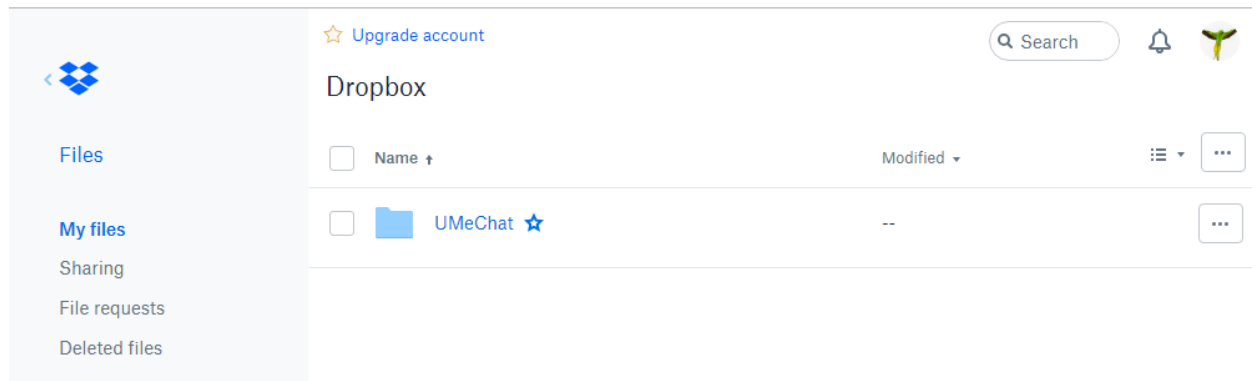 Upgrade account
Search
Dropbox
Files
Name
Modified
My files
UMeChat
--
Sharing
File requests
Deleted files